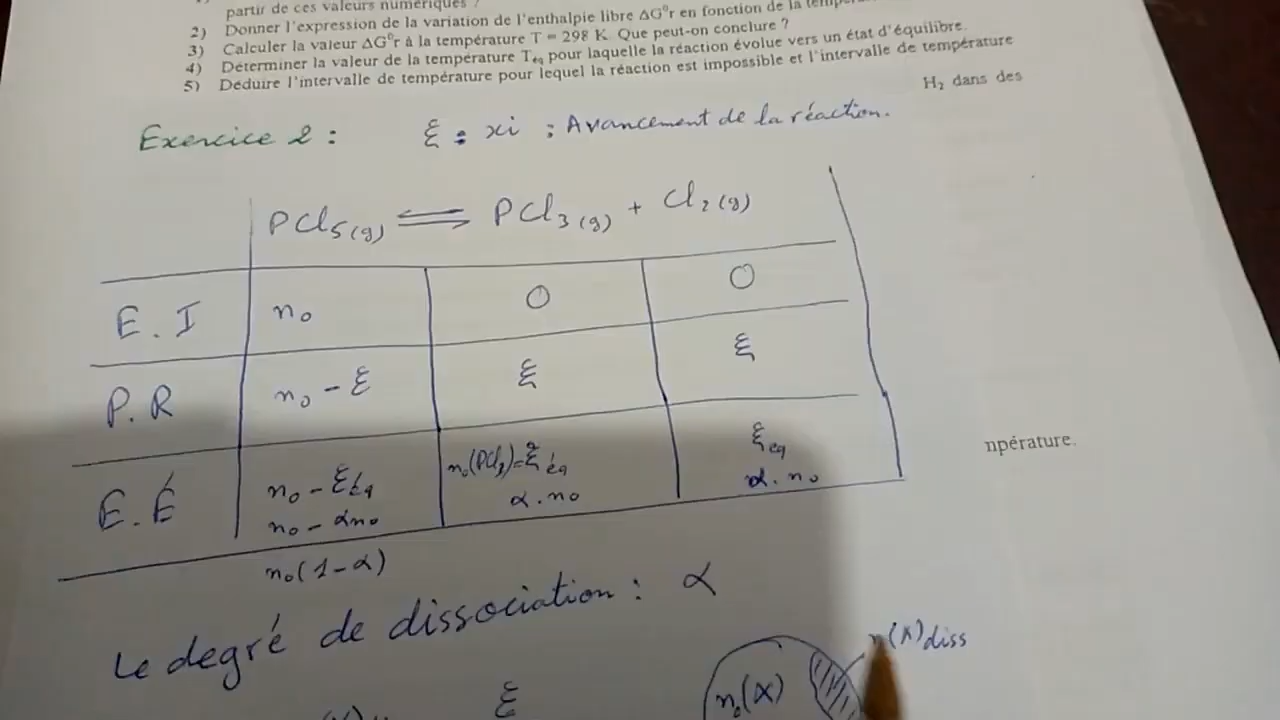 partir de ces valeurs numériques ?
2) Donner l'expression de la variation de l'enthalpie libre ΔG°r en fonction de la
3) Calculer la valeur ΔG°r à la température T = 298 K. Que peut-on conclure ?
4) Déterminer la valeur de la température Téq pour laquelle la réaction évolue vers un état d'équilibre.
5) Déduire l'intervalle de température pour lequel la réaction est impossible et l'intervalle de température
H₂ dans des
Exercice 2 : ξ : xi ; Avancement de la réaction.
PCl₅(g) ⇌ PCl₃(g) + Cl₂(g)
E.I n₀ 0 0
P.R n₀ - ξ ξ ξ
E.É n₀ - ξéq n₀(PCl₃)=ξéq ξéq
n₀ - αn₀ α.n₀ α.n₀
n₀(1-α)
npérature.
Le degré de dissociation : α
(X)diss
n₀(X)
ξ